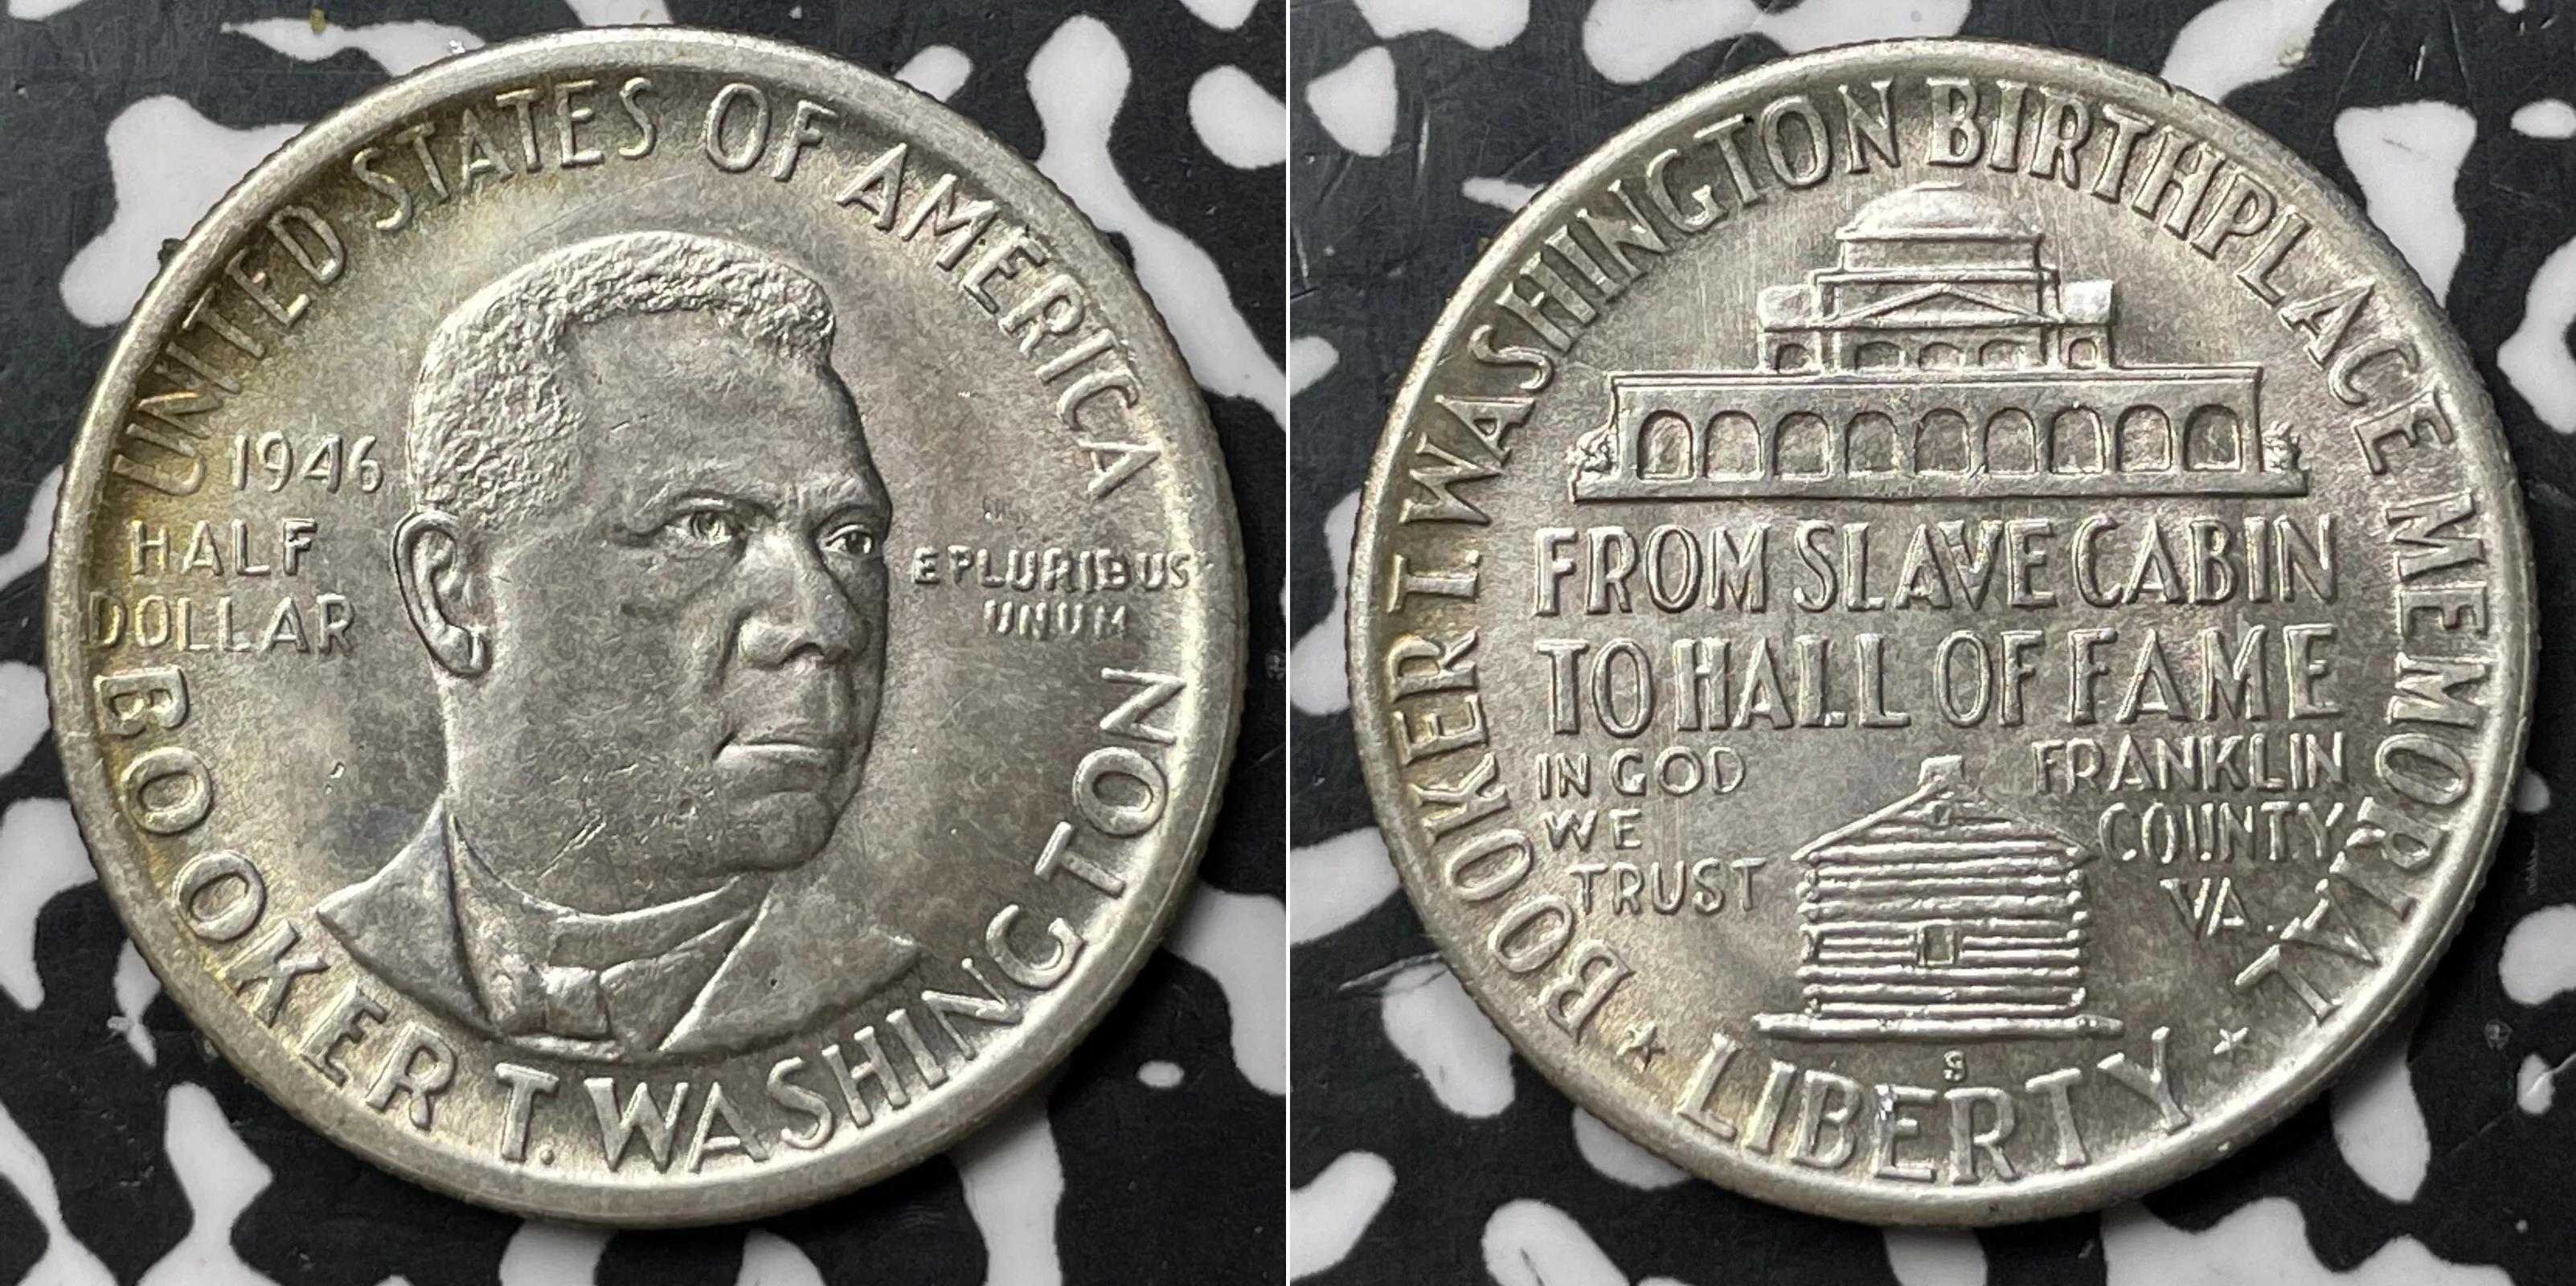 UNITED STATES OF AMERICA
1946
HALF
DOLLAR
E PLURIBUS
UNUM
BOOKER T. WASHINGTON
BOOKER T. WASHINGTON BIRTHPLACE MEMORIAL
FROM SLAVE CABIN
TO HALL OF FAME
IN GOD
WE
TRUST
FRANKLIN
COUNTY
VA.
S
★ LIBERTY ★